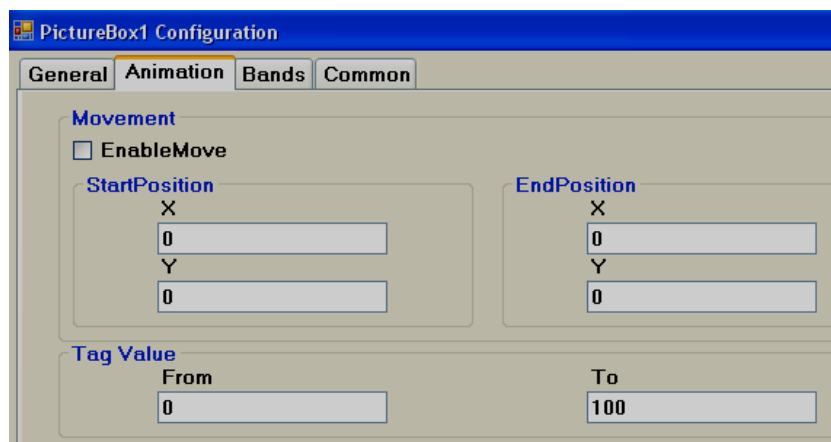 PictureBox1 Configuration
General Animation Bands Common
Movement
EnableMove
StartPosition EndPosition
X X
0 0
Y Y
0 0
Tag Value
From To
0 100